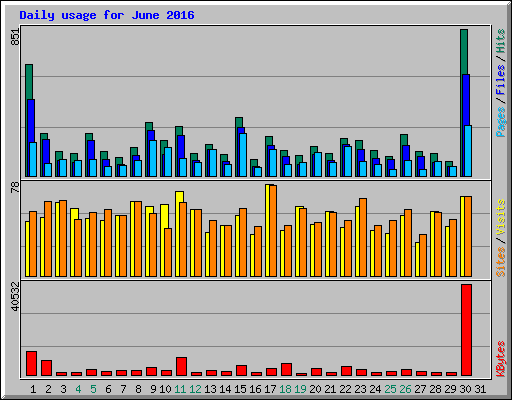 Daily usage for June 2016
851
Pages / Files / Hits
78
Sites / Visits
40532
KBytes
1 2 3 4 5 6 7 8 9 10 11 12 13 14 15 16 17 18 19 20 21 22 23 24 25 26 27 28 29 30 31